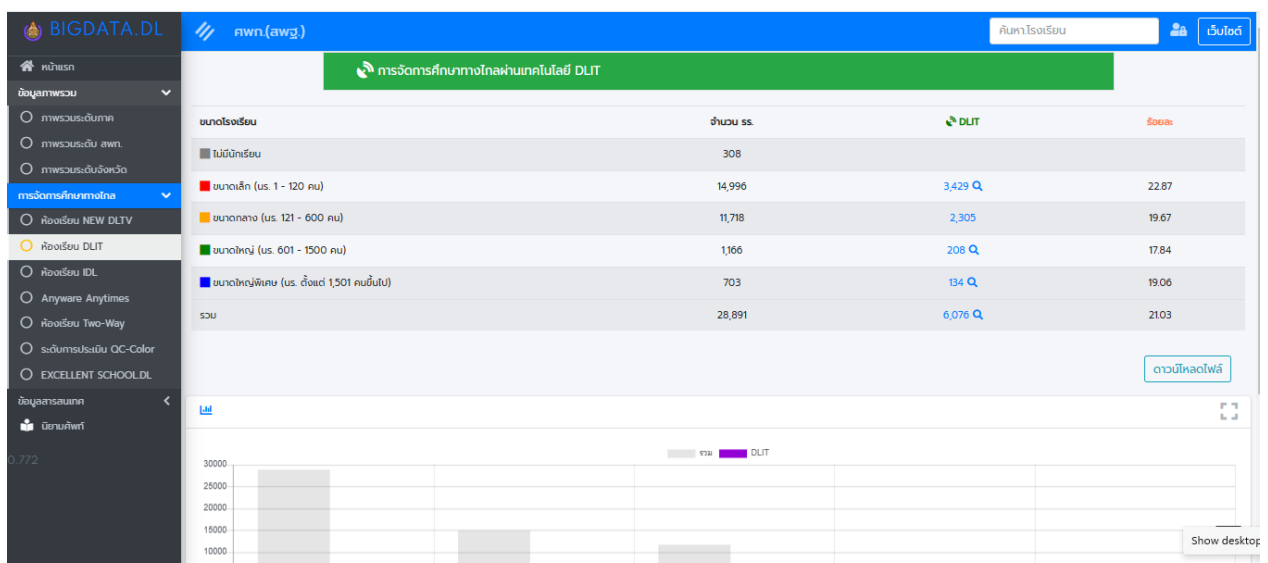 BIGDATA.DL
ศพก.(สพฐ.)
ค้นหาโรงเรียน
เว็บไซต์
หน้าแรก
ข้อมูลภาพรวม
ภาพรวมระดับภาค
ภาพรวมระดับ สพท.
ภาพรวมระดับจังหวัด
การจัดการศึกษาทางไกล
ห้องเรียน NEW DLTV
ห้องเรียน DLIT
ห้องเรียน IDL
Anyware Anytimes
ห้องเรียน Two-Way
ระดับการประเมิน QC-Color
EXCELLENT SCHOOL.DL
ข้อมูลสารสนเทศ
นิยามศัพท์
0.772
การจัดการศึกษาทางไกลผ่านเทคโนโลยี DLIT
ขนาดโรงเรียน จำนวน รร. DLIT ร้อยละ
ไม่มีนักเรียน 308
ขนาดเล็ก (นร. 1 - 120 คน) 14,996 3,429 22.87
ขนาดกลาง (นร. 121 - 600 คน) 11,718 2,305 19.67
ขนาดใหญ่ (นร. 601 - 1500 คน) 1,166 208 17.84
ขนาดใหญ่พิเศษ (นร. ตั้งแต่ 1,501 คนขึ้นไป) 703 134 19.06
รวม 28,891 6,076 21.03
ดาวน์โหลดไฟล์
รวม DLIT
30000
25000
20000
15000
10000
Show desktop